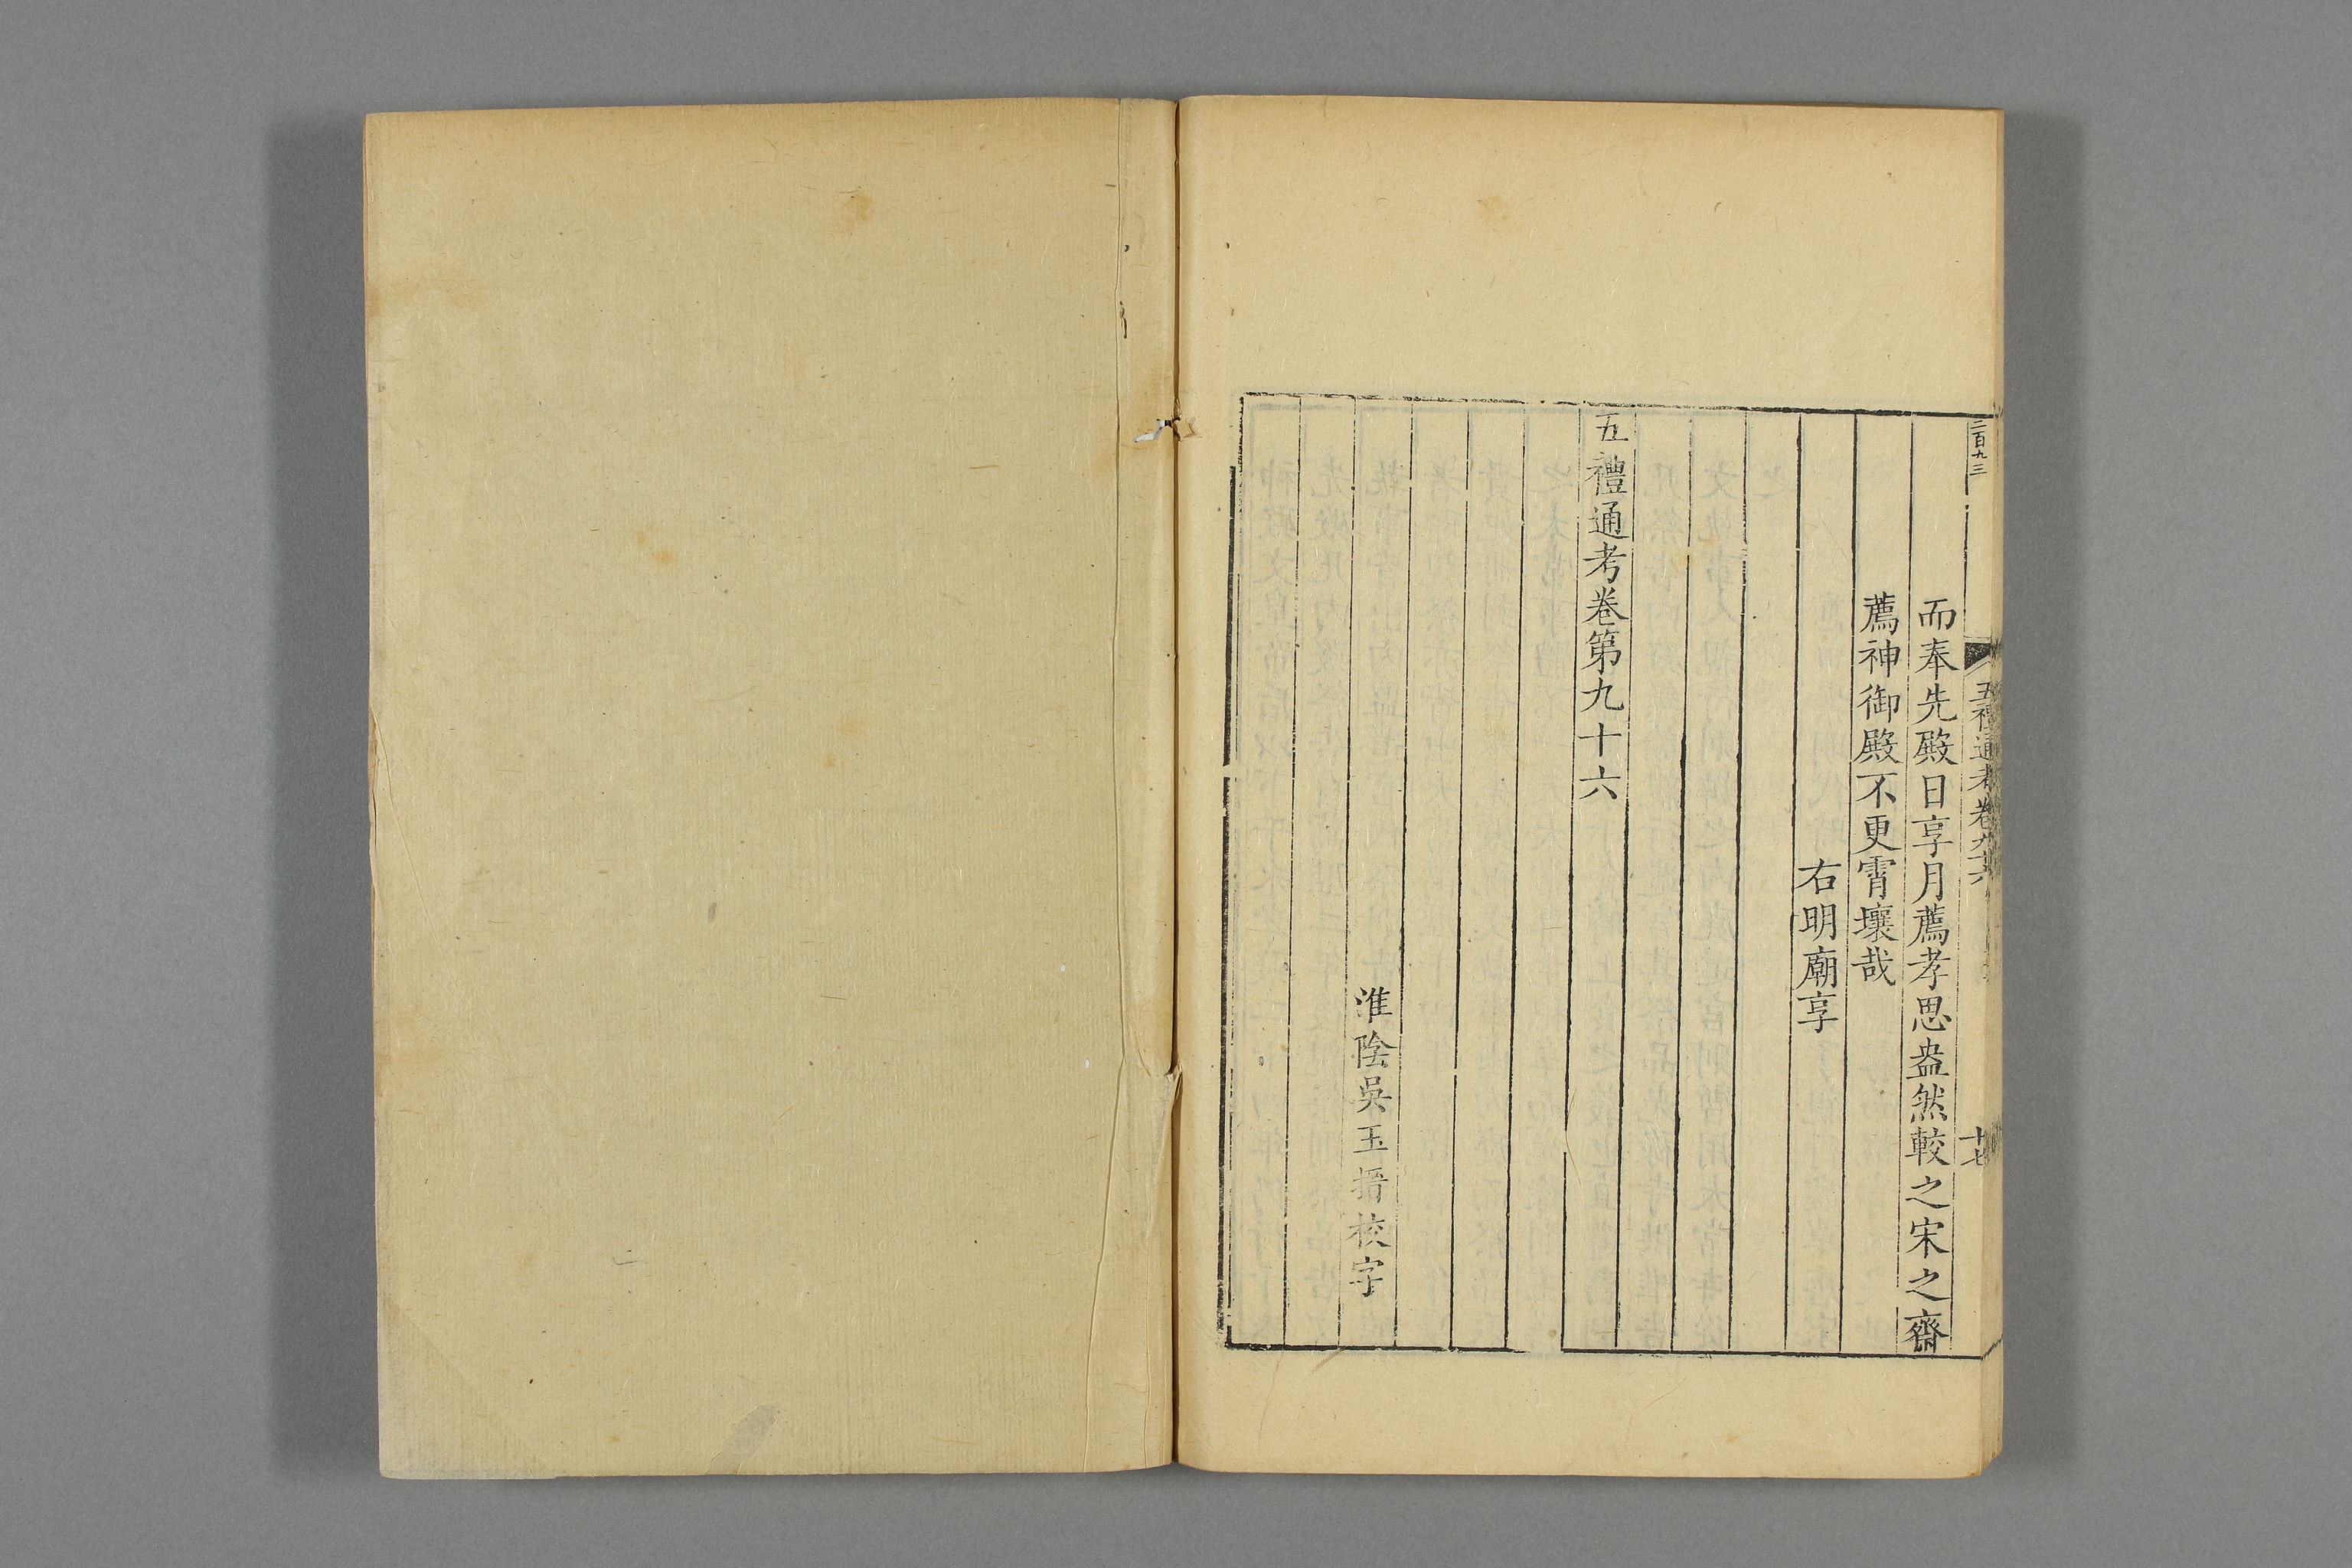 二百九三
五禮通考卷九十六
十七
而奉先殿日享月薦孝思盎然較之宋之齋
薦神御殿不更霄壤哉
右明廟享
五禮通考卷第九十六
淮陰吳玉搢校字